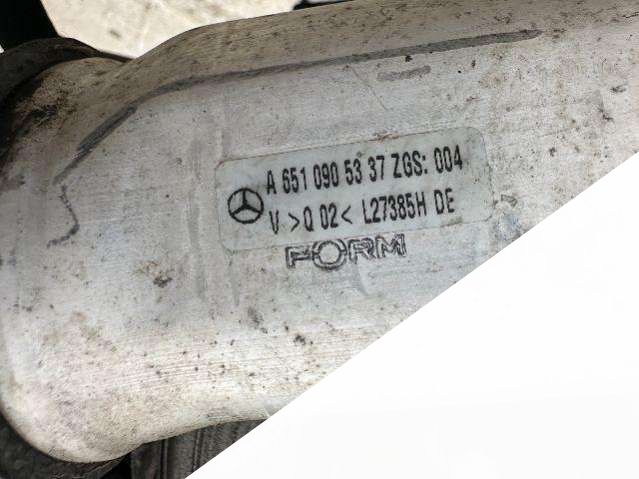 A 651 090 53 37 ZGS: 004
V >Q 02< L27385H DE
FORM